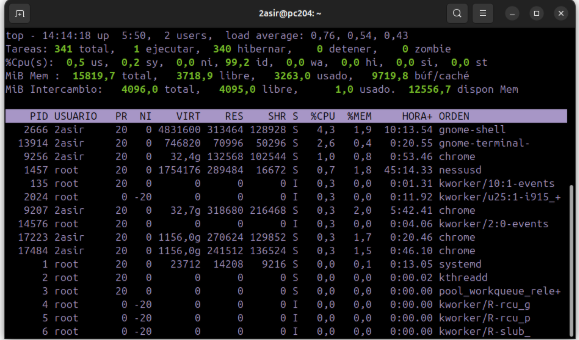 2asir@pc204: ~
top - 14:14:18 up  5:50,  2 users,  load average: 0,76, 0,54, 0,43
Tareas: 341 total,   1 ejecutar, 340 hibernar,    0 detener,   0 zombie
%Cpu(s):  0,5 us,  0,2 sy,  0,0 ni, 99,2 id,  0,0 wa,  0,0 hi,  0,0 si,  0,0 st
MiB Mem :  15819,7 total,   3718,9 libre,   3263,0 usado,   9719,8 búf/caché
MiB Intercambio:   4096,0 total,   4095,0 libre,      1,0 usado.  12556,7 dispon Mem
PID USUARIO   PR  NI    VIRT    RES    SHR S  %CPU  %MEM     HORA+ ORDEN
2666 2asir     20   0 4831600 313464 128928 S   4,3   1,9  10:13.54 gnome-shell
13914 2asir     20   0  746820  70996  50296 S   2,6   0,4   0:20.55 gnome-terminal-
9256 2asir     20   0   32,4g 132568 102544 S   1,0   0,8   0:53.46 chrome
1457 root      20   0 1754176 289484  16672 S   0,7   1,8  45:14.33 nessusd
135 root      20   0       0      0      0 I   0,3   0,0   0:01.31 kworker/10:1-events
2024 root       0 -20       0      0      0 I   0,3   0,0   0:11.92 kworker/u25:1-i915_+
9207 2asir     20   0   32,7g 318680 216468 S   0,3   2,0   5:42.41 chrome
14576 root      20   0       0      0      0 I   0,3   0,0   0:04.06 kworker/2:0-events
17223 2asir     20   0 1156,0g 270624 129852 S   0,3   1,7   0:20.46 chrome
17484 2asir     20   0 1156,0g 241512 136524 S   0,3   1,5   0:46.10 chrome
1 root      20   0   23712  14208   9216 S   0,0   0,1   0:13.05 systemd
2 root      20   0       0      0      0 S   0,0   0,0   0:00.02 kthreadd
3 root      20   0       0      0      0 S   0,0   0,0   0:00.00 pool_workqueue_rele+
4 root       0 -20       0      0      0 I   0,0   0,0   0:00.00 kworker/R-rcu_g
5 root       0 -20       0      0      0 I   0,0   0,0   0:00.00 kworker/R-rcu_p
6 root       0 -20       0      0      0 I   0,0   0,0   0:00.00 kworker/R-slub_